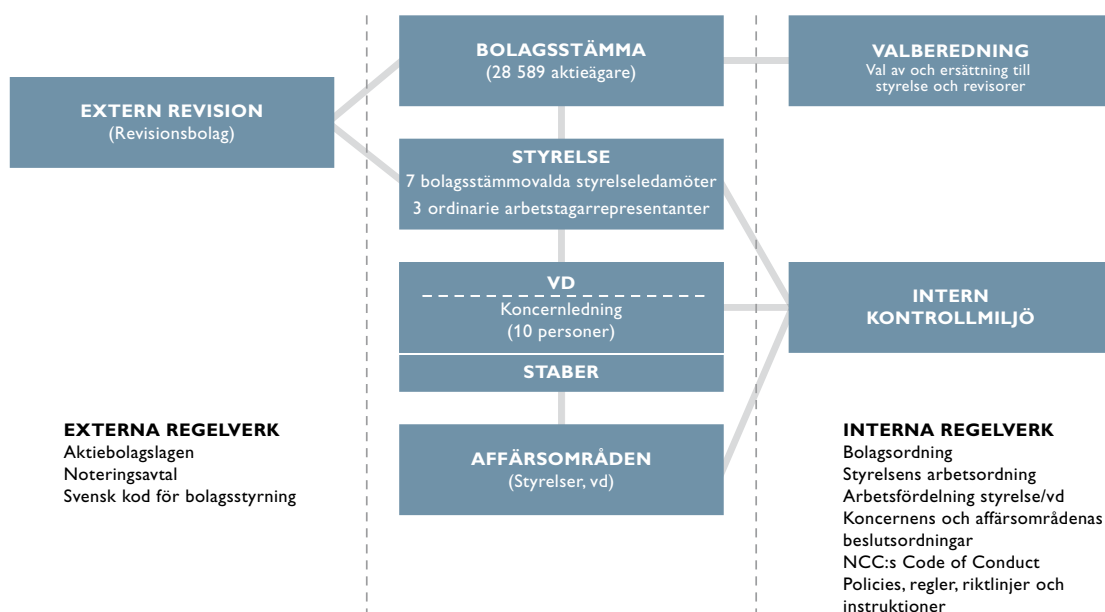 EXTERN REVISION
(Revisionsbolag)
BOLAGSSTÄMMA
(28 589 aktieägare)
VALBEREDNING
Val av och ersättning till
styrelse och revisorer
STYRELSE
7 bolagsstämmovalda styrelseledamöter
3 ordinarie arbetstagarrepresentanter
VD
Koncernledning
(10 personer)
STABER
INTERN
KONTROLLMILJÖ
AFFÄRSOMRÅDEN
(Styrelser, vd)
EXTERNA REGELVERK
Aktiebolagslagen
Noteringsavtal
Svensk kod för bolagsstyrning
INTERNA REGELVERK
Bolagsordning
Styrelsens arbetsordning
Arbetsfördelning styrelse/vd
Koncernens och affärsområdenas
beslutsordningar
NCC:s Code of Conduct
Policies, regler, riktlinjer och
instruktioner